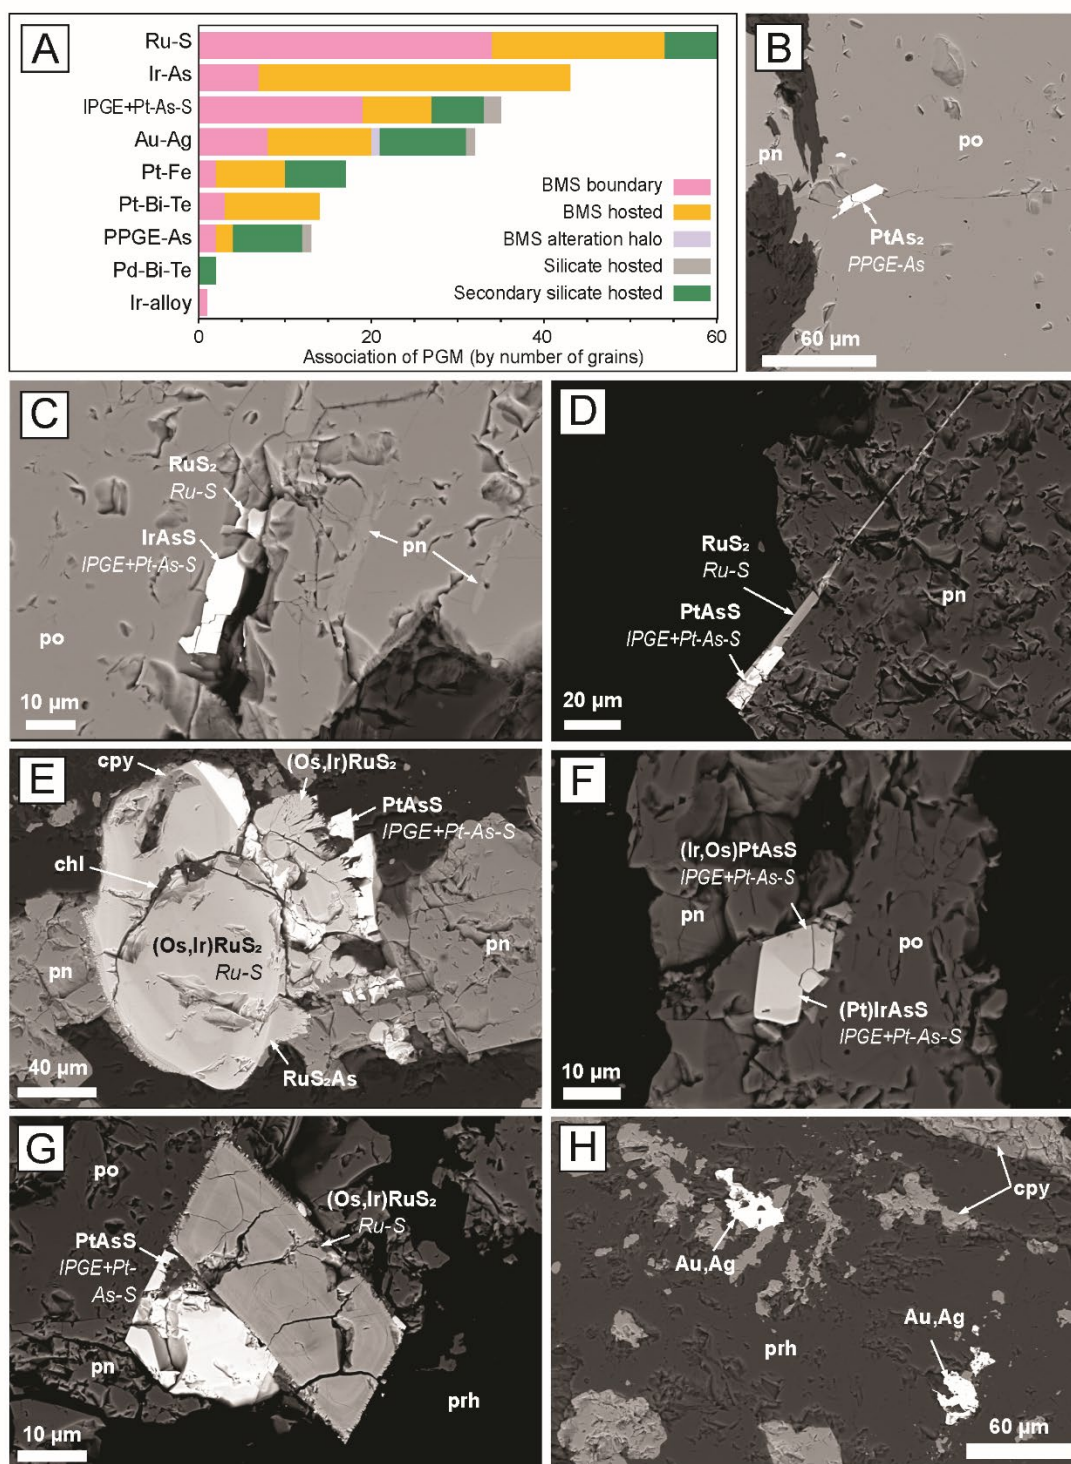 A
Ru-S
Ir-As
IPGE+Pt-As-S
Au-Ag
Pt-Fe
Pt-Bi-Te
PPGE-As
Pd-Bi-Te
Ir-alloy
BMS boundary
BMS hosted
BMS alteration halo
Silicate hosted
Secondary silicate hosted
0
20
40
60
Association of PGM (by number of grains)
B
pn
po
PtAs₂
PPGE-As
60 µm
C
RuS₂
Ru-S
IrAsS
IPGE+Pt-As-S
pn
po
10 µm
D
RuS₂
Ru-S
PtAsS
IPGE+Pt-As-S
pn
20 µm
E
cpy
(Os,Ir)RuS₂
PtAsS
IPGE+Pt-As-S
chl
(Os,Ir)RuS₂
Ru-S
pn
pn
40 µm
RuS₂As
F
(Ir,Os)PtAsS
IPGE+Pt-As-S
pn
po
(Pt)IrAsS
IPGE+Pt-As-S
10 µm
G
po
(Os,Ir)RuS₂
Ru-S
PtAsS
IPGE+Pt-
As-S
pn
prh
10 µm
H
cpy
Au,Ag
Au,Ag
prh
60 µm